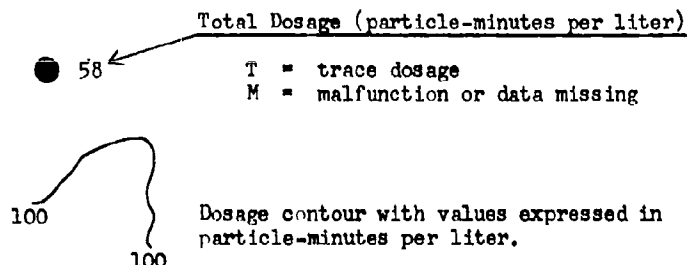 Total Dosage (particle-minutes per liter)
58
T = trace dosage
M = malfunction or data missing
100
Dosage contour with values expressed in
particle-minutes per liter.
100